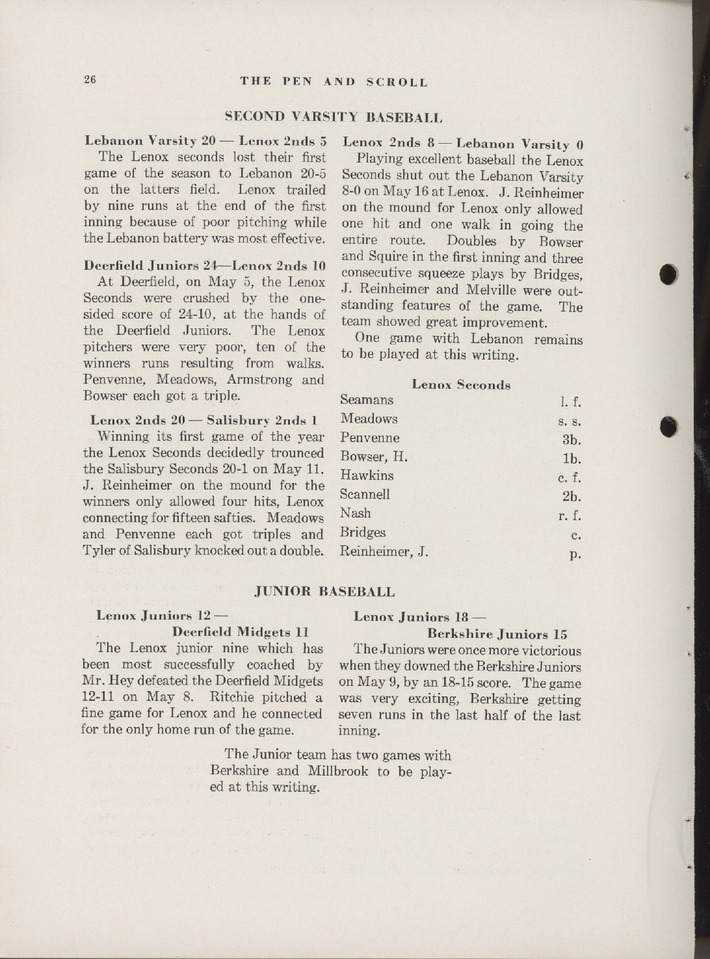 26
THE PEN AND SCROLL
SECOND VARSITY BASEBALL
Lebanon Varsity 20 — Lenox 2nds 5
The Lenox seconds lost their first
game of the season to Lebanon 20-5
on the latters field. Lenox trailed
by nine runs at the end of the first
inning because of poor pitching while
the Lebanon battery was most effective.
Deerfield Juniors 24—Lenox 2nds 10
At Deerfield, on May 5, the Lenox
Seconds were crushed by the one-
sided score of 24-10, at the hands of
the Deerfield Juniors. The Lenox
pitchers were very poor, ten of the
winners runs resulting from walks.
Penvenne, Meadows, Armstrong and
Bowser each got a triple.
Lenox 2nds 20 — Salisbury 2nds 1
Winning its first game of the year
the Lenox Seconds decidedly trounced
the Salisbury Seconds 20-1 on May 11.
J. Reinheimer on the mound for the
winners only allowed four hits, Lenox
connecting for fifteen safties. Meadows
and Penvenne each got triples and
Tyler of Salisbury knocked out a double.
Lenox 2nds 8 — Lebanon Varsity 0
Playing excellent baseball the Lenox
Seconds shut out the Lebanon Varsity
8-0 on May 16 at Lenox. J. Reinheimer
on the mound for Lenox only allowed
one hit and one walk in going the
entire route. Doubles by Bowser
and Squire in the first inning and three
consecutive squeeze plays by Bridges,
J. Reinheimer and Melville were out-
standing features of the game. The
team showed great improvement.
One game with Lebanon remains
to be played at this writing.
Lenox Seconds
Seamans l. f.
Meadows s. s.
Penvenne 3b.
Bowser, H. 1b.
Hawkins c. f.
Scannell 2b.
Nash r. f.
Bridges c.
Reinheimer, J. p.
JUNIOR BASEBALL
Lenox Juniors 12 —
Deerfield Midgets 11
The Lenox junior nine which has
been most successfully coached by
Mr. Hey defeated the Deerfield Midgets
12-11 on May 8. Ritchie pitched a
fine game for Lenox and he connected
for the only home run of the game.
Lenox Juniors 18 —
Berkshire Juniors 15
The Juniors were once more victorious
when they downed the Berkshire Juniors
on May 9, by an 18-15 score. The game
was very exciting, Berkshire getting
seven runs in the last half of the last
inning.
The Junior team has two games with
Berkshire and Millbrook to be play-
ed at this writing.